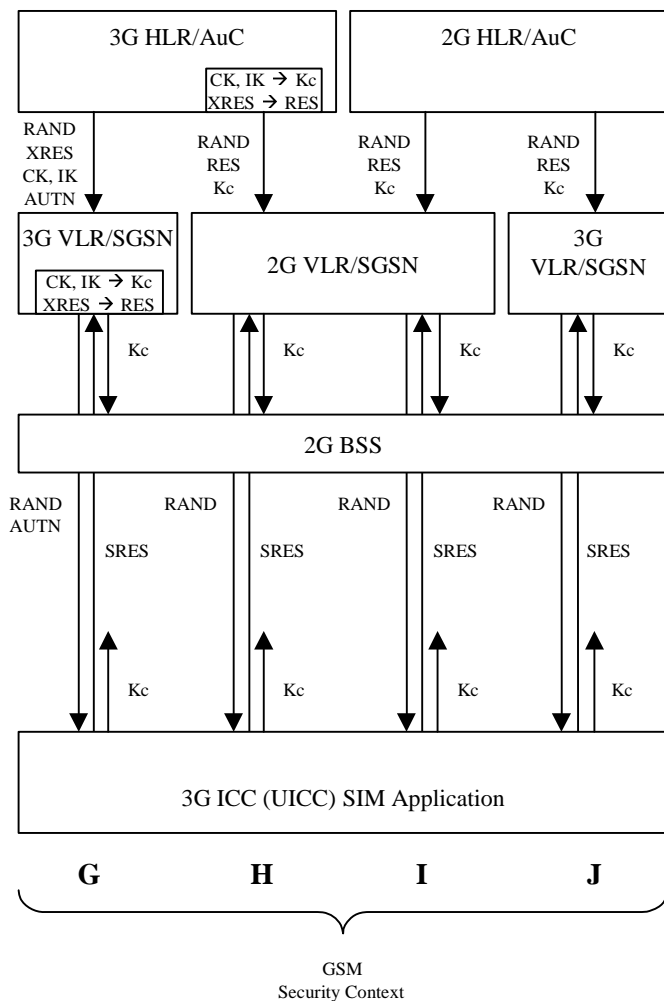 3G HLR/AuC
CK, IK → Kc
XRES → RES
2G HLR/AuC
RAND
XRES
CK, IK
AUTN
RAND
RES
Kc
RAND
RES
Kc
RAND
RES
Kc
3G VLR/SGSN
CK, IK → Kc
XRES → RES
2G VLR/SGSN
3G
VLR/SGSN
Kc
Kc
Kc
Kc
2G BSS
RAND
AUTN
RAND
RAND
RAND
SRES
SRES
SRES
SRES
Kc
Kc
Kc
Kc
3G ICC (UICC) SIM Application
G
H
I
J
GSM
Security Context